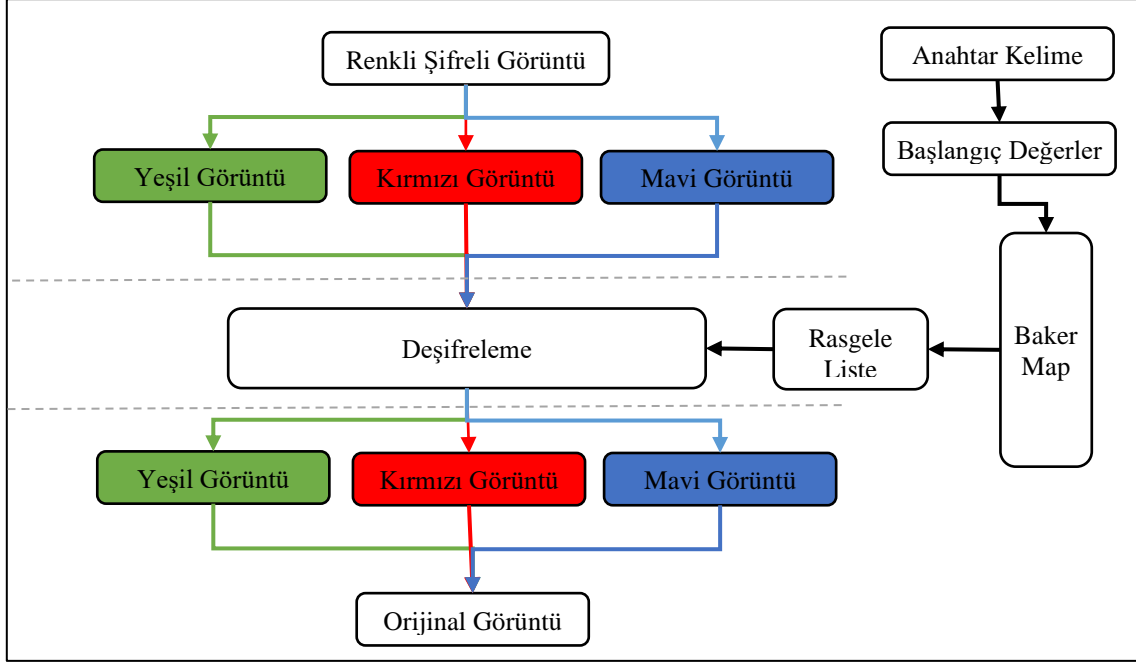 Renkli Şifreli Görüntü
Anahtar Kelime
Yeşil Görüntü
Kırmızı Görüntü
Mavi Görüntü
Başlangıç Değerler
Deşifreleme
Rasgele
Liste
Baker
Map
Yeşil Görüntü
Kırmızı Görüntü
Mavi Görüntü
Orijinal Görüntü